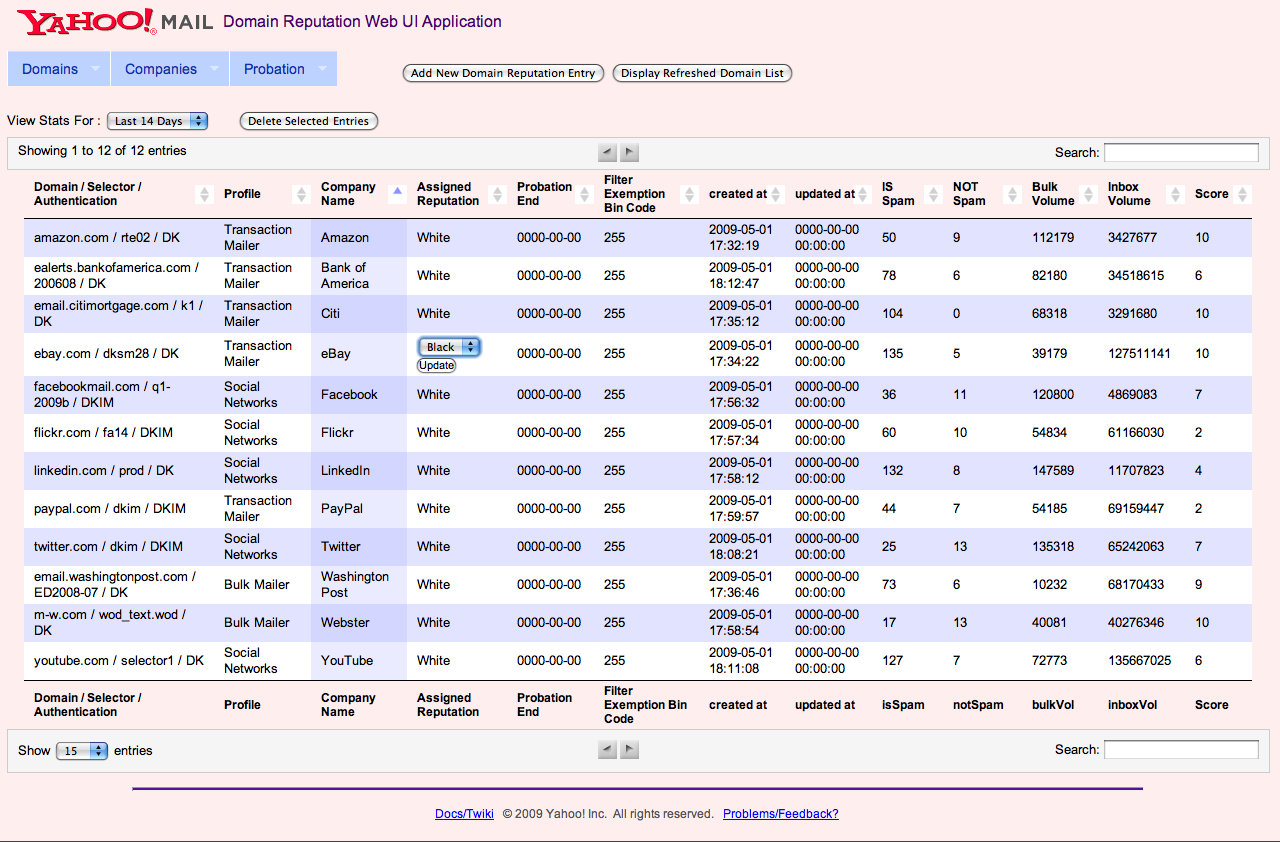 YAHOO!® MAIL Domain Reputation Web UI Application
Domains Companies Probation Add New Domain Reputation Entry Display Refreshed Domain List
View Stats For : Last 14 Days Delete Selected Entries
Showing 1 to 12 of 12 entries Search:
Domain / Selector / Authentication Profile Company Name Assigned Reputation Probation End Filter Exemption Bin Code created at updated at IS Spam NOT Spam Bulk Volume Inbox Volume Score
amazon.com / rte02 / DK Transaction Mailer Amazon White 0000-00-00 255 2009-05-01 17:32:19 0000-00-00 00:00:00 50 9 112179 3427677 10
ealerts.bankofamerica.com / 200608 / DK Transaction Mailer Bank of America White 0000-00-00 255 2009-05-01 18:12:47 0000-00-00 00:00:00 78 6 82180 34518615 6
email.citimortgage.com / k1 / DK Transaction Mailer Citi White 0000-00-00 255 2009-05-01 17:35:12 0000-00-00 00:00:00 104 0 68318 3291680 10
ebay.com / dksm28 / DK Transaction Mailer eBay Black Update 0000-00-00 255 2009-05-01 17:34:22 0000-00-00 00:00:00 135 5 39179 127511141 10
facebookmail.com / q1-2009b / DKIM Social Networks Facebook White 0000-00-00 255 2009-05-01 17:56:32 0000-00-00 00:00:00 36 11 120800 4869083 7
flickr.com / fa14 / DKIM Social Networks Flickr White 0000-00-00 255 2009-05-01 17:57:34 0000-00-00 00:00:00 60 10 54834 61166030 2
linkedin.com / prod / DK Social Networks LinkedIn White 0000-00-00 255 2009-05-01 17:58:12 0000-00-00 00:00:00 132 8 147589 11707823 4
paypal.com / dkim / DKIM Transaction Mailer PayPal White 0000-00-00 255 2009-05-01 17:59:57 0000-00-00 00:00:00 44 7 54185 69159447 2
twitter.com / dkim / DKIM Social Networks Twitter White 0000-00-00 255 2009-05-01 18:08:21 0000-00-00 00:00:00 25 13 135318 65242063 7
email.washingtonpost.com / ED2008-07 / DK Bulk Mailer Washington Post White 0000-00-00 255 2009-05-01 17:36:46 0000-00-00 00:00:00 73 6 10232 68170433 9
m-w.com / wod_text.wod / DK Bulk Mailer Webster White 0000-00-00 255 2009-05-01 17:58:54 0000-00-00 00:00:00 17 13 40081 40276346 10
youtube.com / selector1 / DK Social Networks YouTube White 0000-00-00 255 2009-05-01 18:11:08 0000-00-00 00:00:00 127 7 72773 135667025 6
Domain / Selector / Authentication Profile Company Name Assigned Reputation Probation End Filter Exemption Bin Code created at updated at isSpam notSpam bulkVol inboxVol Score
Show 15 entries Search:
Docs/Twiki © 2009 Yahoo! Inc. All rights reserved. Problems/Feedback?